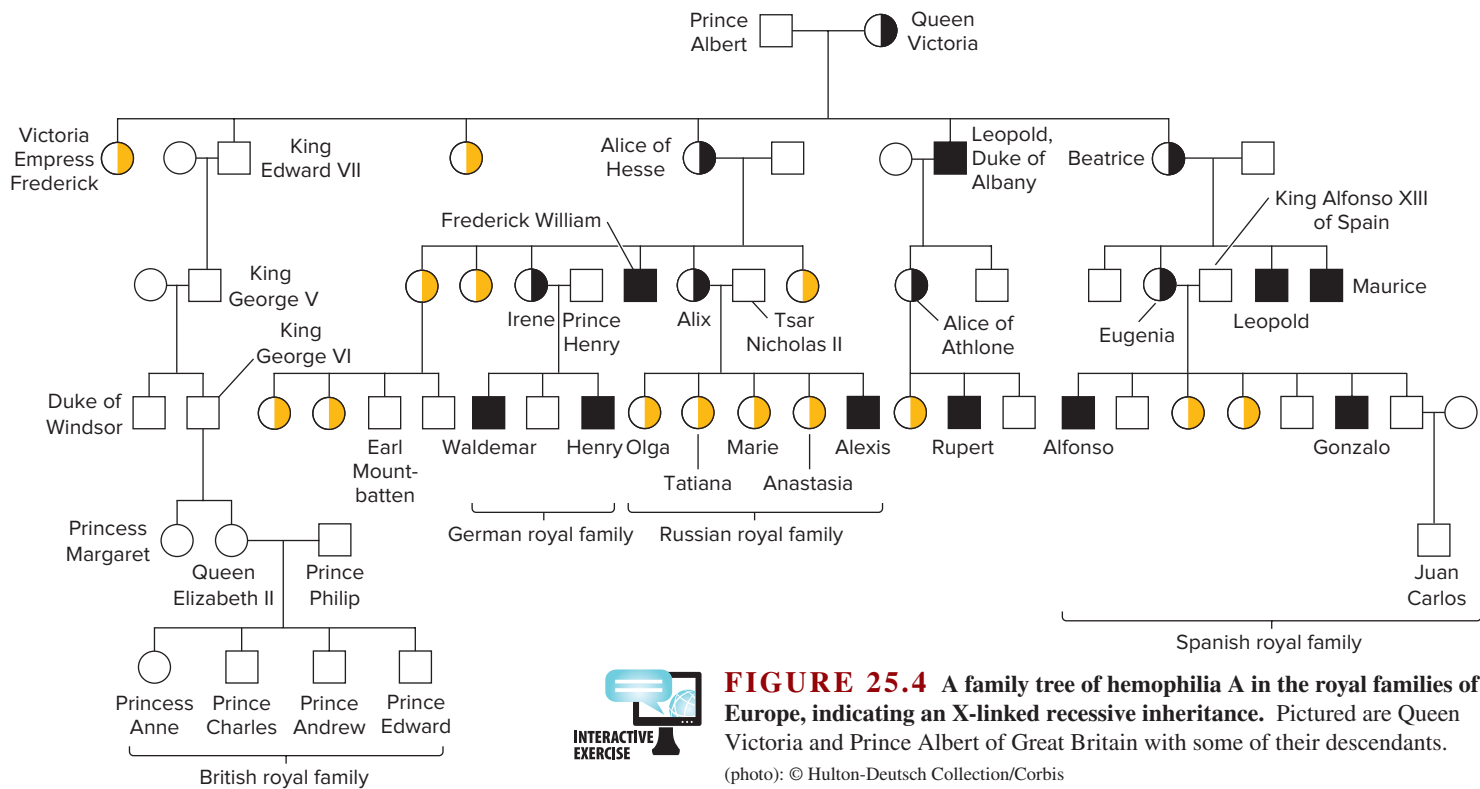 Prince
Albert
Queen
Victoria
Victoria
Empress
Frederick
King
Edward VII
Alice of
Hesse
Leopold,
Duke of
Albany
Beatrice
Frederick William
King Alfonso XIII
of Spain
King
George V
Irene
Prince
Henry
Alix
Tsar
Nicholas II
Alice of
Athlone
Eugenia
Leopold
Maurice
King
George VI
Duke of
Windsor
Earl
Mount-
batten
Waldemar
Henry
Olga
Tatiana
Marie
Anastasia
Alexis
Rupert
Alfonso
Gonzalo
German royal family
Russian royal family
Princess
Margaret
Queen
Elizabeth II
Prince
Philip
Juan
Carlos
Spanish royal family
Princess
Anne
Prince
Charles
Prince
Andrew
Prince
Edward
British royal family
INTERACTIVE
EXERCISE
FIGURE 25.4 A family tree of hemophilia A in the royal families of
Europe, indicating an X-linked recessive inheritance. Pictured are Queen
Victoria and Prince Albert of Great Britain with some of their descendants.
(photo): © Hulton-Deutsch Collection/Corbis